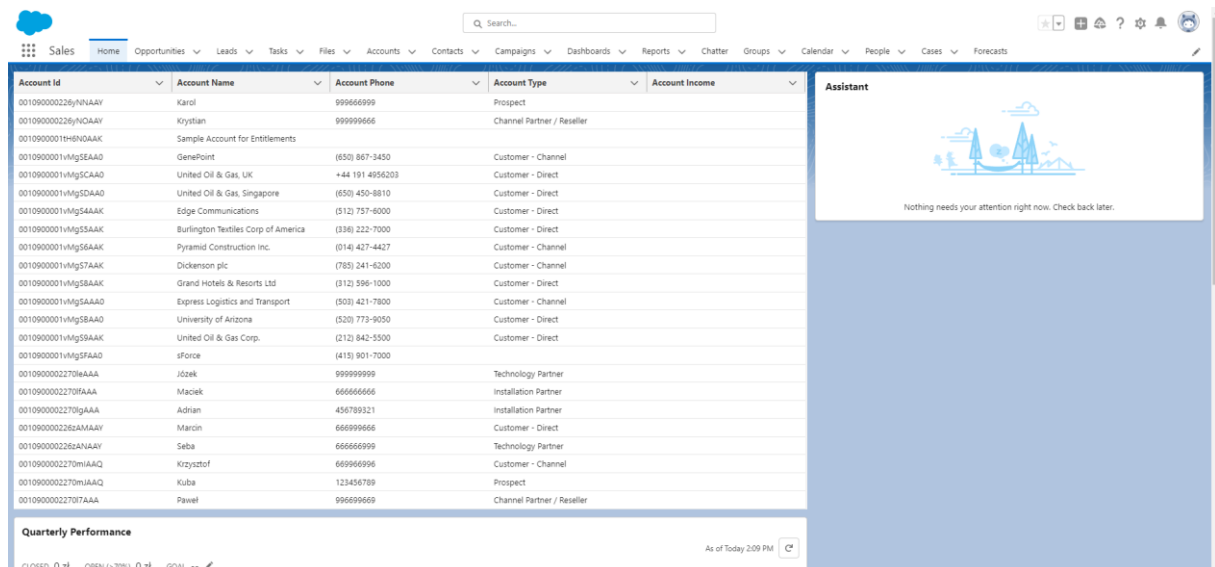 Search...
Sales Home Opportunities Leads Tasks Files Accounts Contacts Campaigns Dashboards Reports Chatter Groups Calendar People Cases Forecasts
Account Id Account Name Account Phone Account Type Account Income
001090000226yNNAAY Karol 999666999 Prospect
001090000226yNOAAY Krystian 999999666 Channel Partner / Reseller
0010900001tH6N0AAK Sample Account for Entitlements
0010900001vMgSEAA0 GenePoint (650) 867-3450 Customer - Channel
0010900001vMgSCAA0 United Oil & Gas, UK +44 191 4956203 Customer - Direct
0010900001vMgSDAA0 United Oil & Gas, Singapore (650) 450-8810 Customer - Direct
0010900001vMgS4AAK Edge Communications (512) 757-6000 Customer - Direct
0010900001vMgS5AAK Burlington Textiles Corp of America (336) 222-7000 Customer - Direct
0010900001vMgS6AAK Pyramid Construction Inc. (014) 427-4427 Customer - Channel
0010900001vMgS7AAK Dickenson plc (785) 241-6200 Customer - Channel
0010900001vMgS8AAK Grand Hotels & Resorts Ltd (312) 596-1000 Customer - Direct
0010900001vMgSAAA0 Express Logistics and Transport (503) 421-7800 Customer - Channel
0010900001vMgSBAA0 University of Arizona (520) 773-9050 Customer - Direct
0010900001vMgS9AAK United Oil & Gas Corp. (212) 842-5500 Customer - Direct
0010900001vMgSFAA0 sForce (415) 901-7000
0010900002270leAAA Józek 999999999 Technology Partner
0010900002270lfAAA Maciek 666666666 Installation Partner
0010900002270lgAAA Adrian 456789321 Installation Partner
001090000226zAMAAY Marcin 666999666 Customer - Direct
001090000226zANAAY Seba 666666999 Technology Partner
0010900002270mIAAQ Krzysztof 669966996 Customer - Channel
0010900002270mJAAQ Kuba 123456789 Prospect
0010900002270l7AAA Paweł 996699669 Channel Partner / Reseller
Assistant
Nothing needs your attention right now. Check back later.
Quarterly Performance
As of Today 2:09 PM
CLOSED 0 zł OPEN (>70%) 0 zł GOAL --